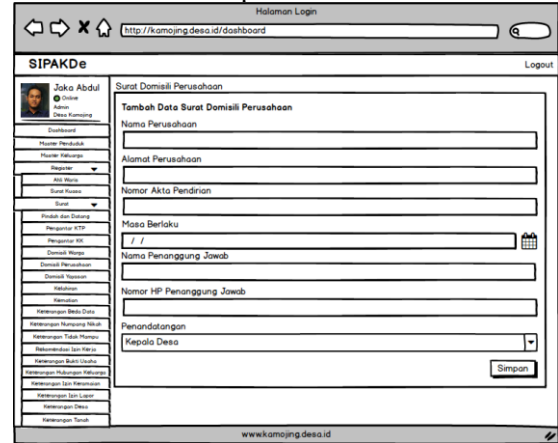 Halaman Login
http://kamojing.desa.id/dashboard
SIPAKDe
Logout
Jaka Abdul
Online
Admin
Desa Kamojing
Dashboard
Master Penduduk
Master Keluarga
Register
Ahli Waris
Surat Kuasa
Surat
Pindah dan Datang
Pengantar KTP
Pengantar KK
Domisili Warga
Domisili Perusahaan
Domisili Yayasan
Kelahiran
Kematian
Keterangan Beda Data
Keterangan Numpang Nikah
Keterangan Tidak Mampu
Rekomendasi Izin Kerja
Keterangan Bukti Usaha
Keterangan Hubungan Keluarga
Keterangan Izin Keramaian
Keterangan Izin Lapor
Keterangan Desa
Keterangan Tanah
Surat Domisili Perusahaan
Tambah Data Surat Domisili Perusahaan
Nama Perusahaan
Alamat Perusahaan
Nomor Akta Pendirian
Masa Berlaku
/ /
Nama Penanggung Jawab
Nomor HP Penanggung Jawab
Penandatangan
Kepala Desa
Simpan
www.kamojing.desa.id